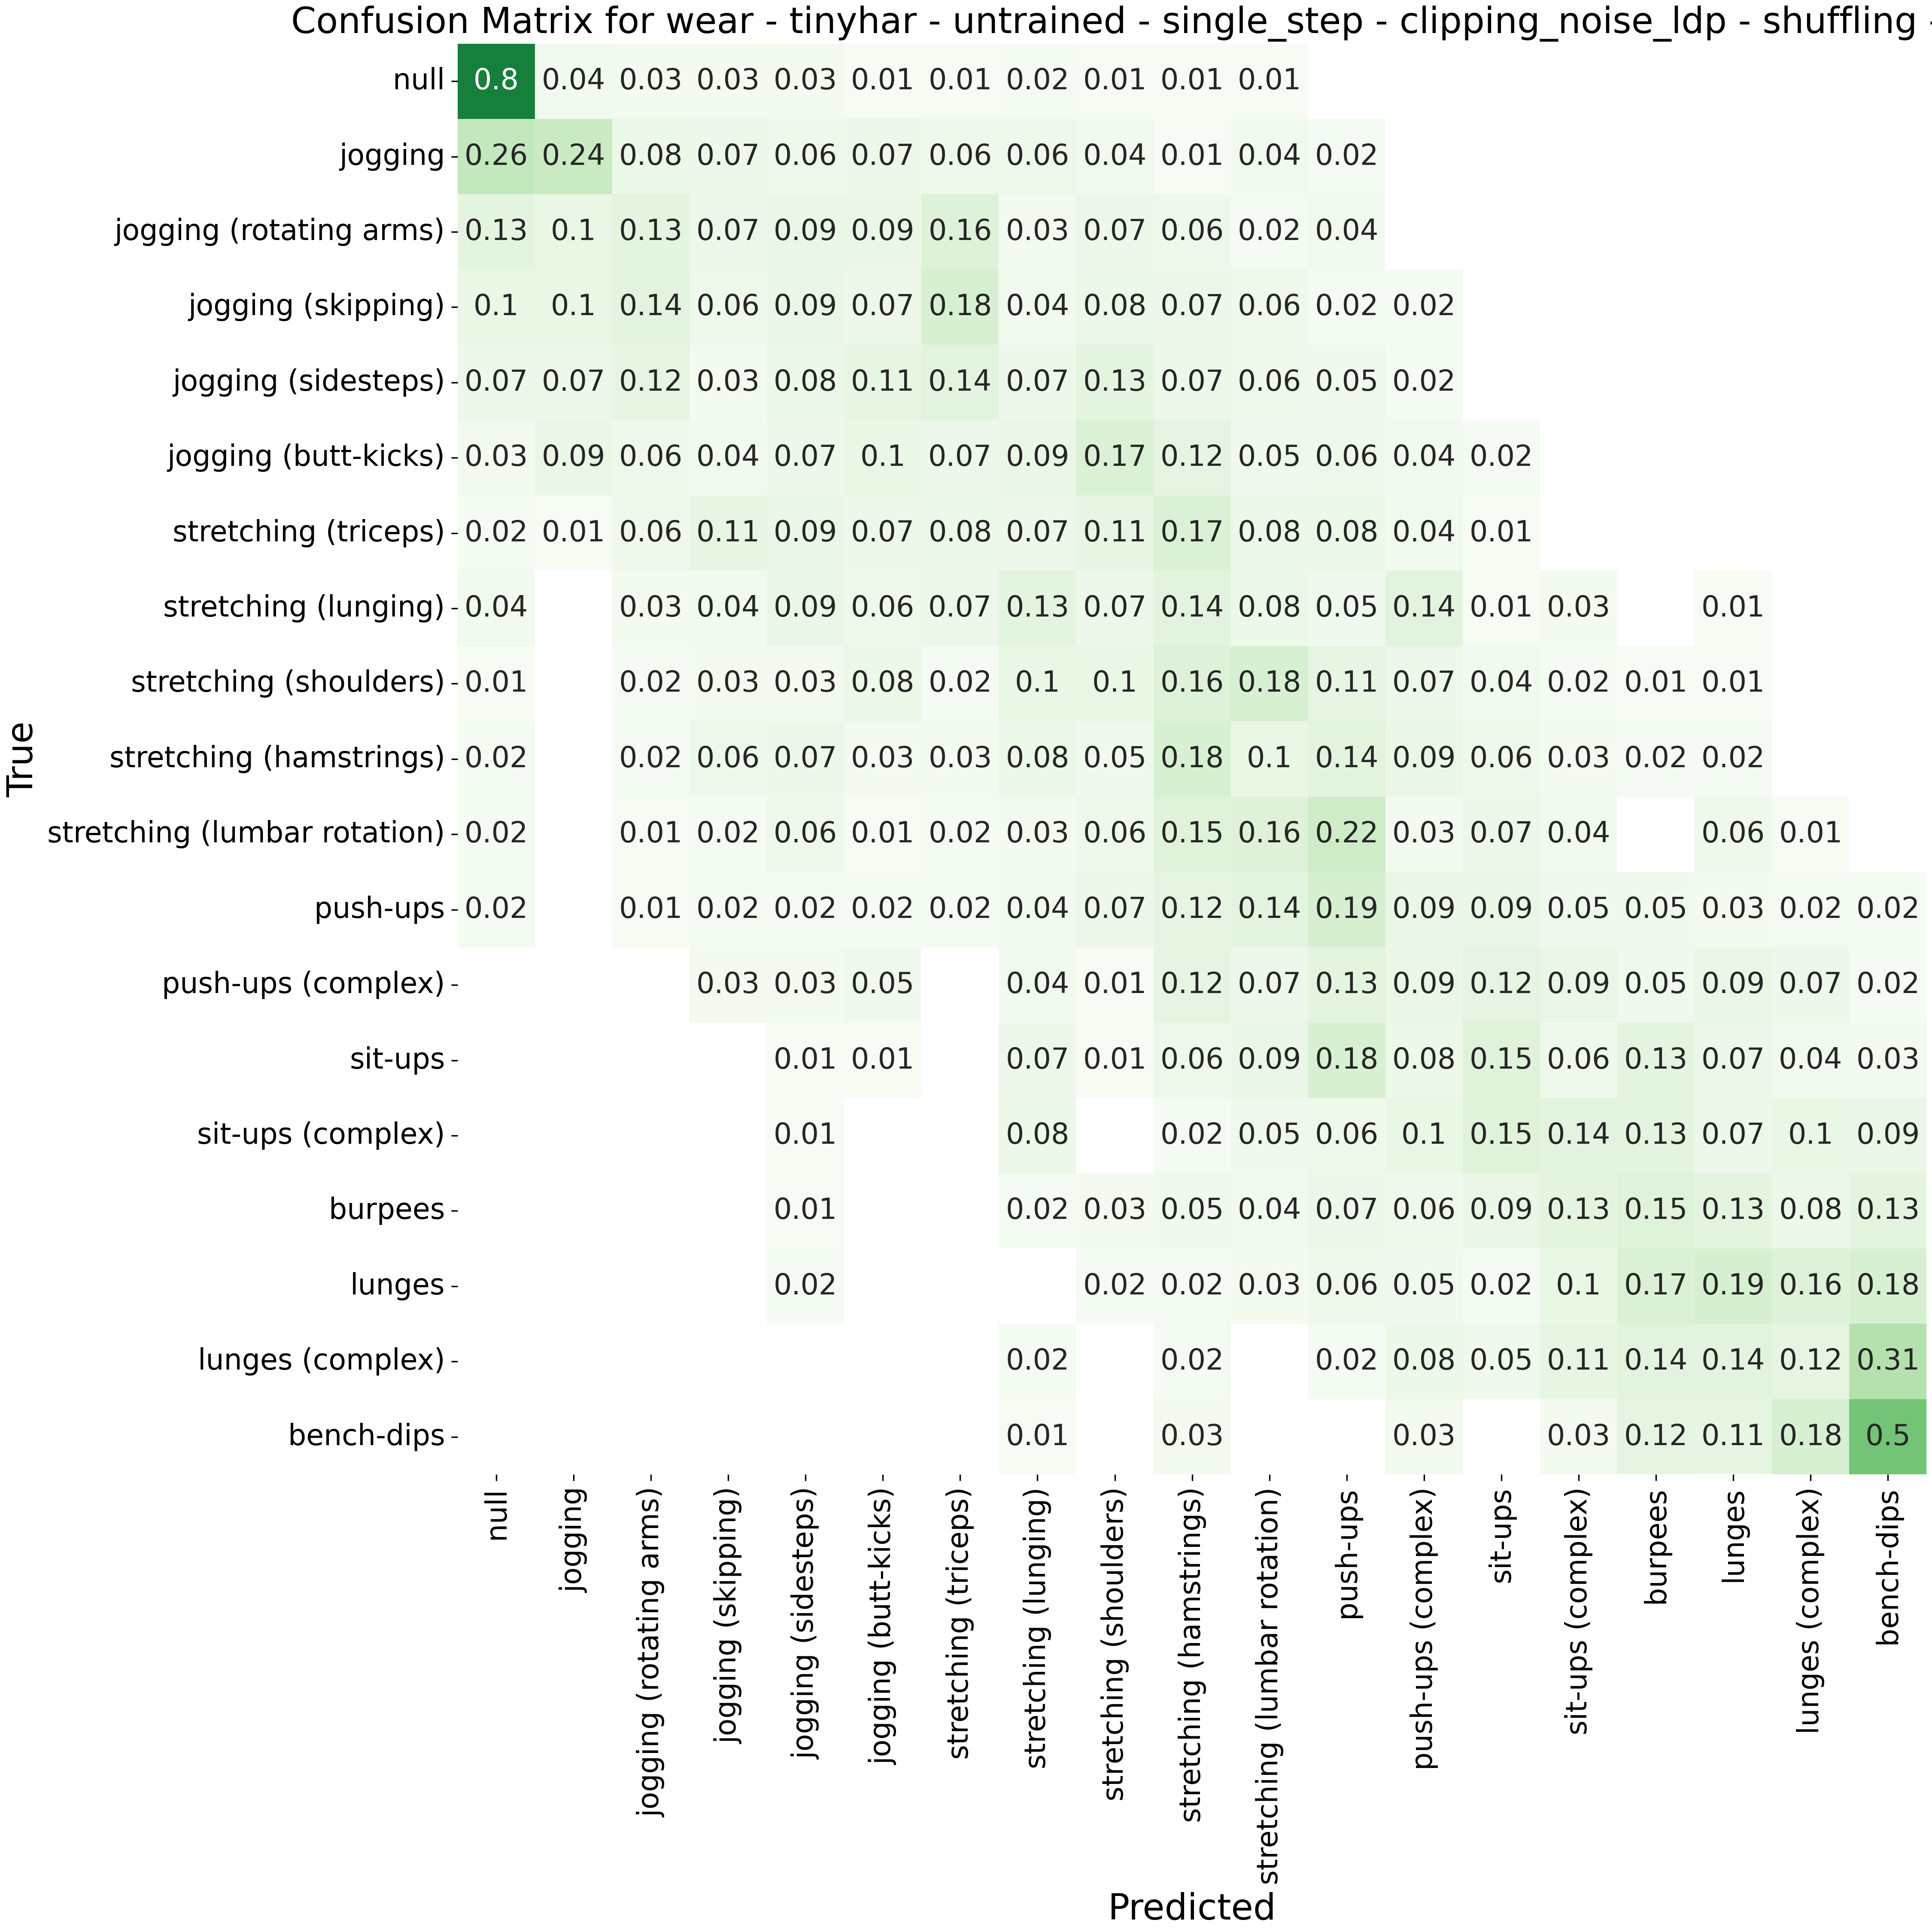 Confusion Matrix for wear - tinyhar - untrained - single_step - clipping_noise_ldp - shuffling -
null 0.8 0.04 0.03 0.03 0.03 0.01 0.01 0.02 0.01 0.01 0.01
jogging 0.26 0.24 0.08 0.07 0.06 0.07 0.06 0.06 0.04 0.01 0.04 0.02
jogging (rotating arms) 0.13 0.1 0.13 0.07 0.09 0.09 0.16 0.03 0.07 0.06 0.02 0.04
jogging (skipping) 0.1 0.1 0.14 0.06 0.09 0.07 0.18 0.04 0.08 0.07 0.06 0.02 0.02
jogging (sidesteps) 0.07 0.07 0.12 0.03 0.08 0.11 0.14 0.07 0.13 0.07 0.06 0.05 0.02
jogging (butt-kicks) 0.03 0.09 0.06 0.04 0.07 0.1 0.07 0.09 0.17 0.12 0.05 0.06 0.04 0.02
stretching (triceps) 0.02 0.01 0.06 0.11 0.09 0.07 0.08 0.07 0.11 0.17 0.08 0.08 0.04 0.01
stretching (lunging) 0.04 0.03 0.04 0.09 0.06 0.07 0.13 0.07 0.14 0.08 0.05 0.14 0.01 0.03 0.01
stretching (shoulders) 0.01 0.02 0.03 0.03 0.08 0.02 0.1 0.1 0.16 0.18 0.11 0.07 0.04 0.02 0.01 0.01
stretching (hamstrings) 0.02 0.02 0.06 0.07 0.03 0.03 0.08 0.05 0.18 0.1 0.14 0.09 0.06 0.03 0.02 0.02
stretching (lumbar rotation) 0.02 0.01 0.02 0.06 0.01 0.02 0.03 0.06 0.15 0.16 0.22 0.03 0.07 0.04 0.06 0.01
push-ups 0.02 0.01 0.02 0.02 0.02 0.02 0.04 0.07 0.12 0.14 0.19 0.09 0.09 0.05 0.05 0.03 0.02 0.02
push-ups (complex) 0.03 0.03 0.05 0.04 0.01 0.12 0.07 0.13 0.09 0.12 0.09 0.05 0.09 0.07 0.02
sit-ups 0.01 0.01 0.07 0.01 0.06 0.09 0.18 0.08 0.15 0.06 0.13 0.07 0.04 0.03
sit-ups (complex) 0.01 0.08 0.02 0.05 0.06 0.1 0.15 0.14 0.13 0.07 0.1 0.09
burpees 0.01 0.02 0.03 0.05 0.04 0.07 0.06 0.09 0.13 0.15 0.13 0.08 0.13
lunges 0.02 0.02 0.02 0.03 0.06 0.05 0.02 0.1 0.17 0.19 0.16 0.18
lunges (complex) 0.02 0.02 0.02 0.08 0.05 0.11 0.14 0.14 0.12 0.31
bench-dips 0.01 0.03 0.03 0.03 0.12 0.11 0.18 0.5
True
null
jogging
jogging (rotating arms)
jogging (skipping)
jogging (sidesteps)
jogging (butt-kicks)
stretching (triceps)
stretching (lunging)
stretching (shoulders)
stretching (hamstrings)
stretching (lumbar rotation)
push-ups
push-ups (complex)
sit-ups
sit-ups (complex)
burpees
lunges
lunges (complex)
bench-dips
Predicted